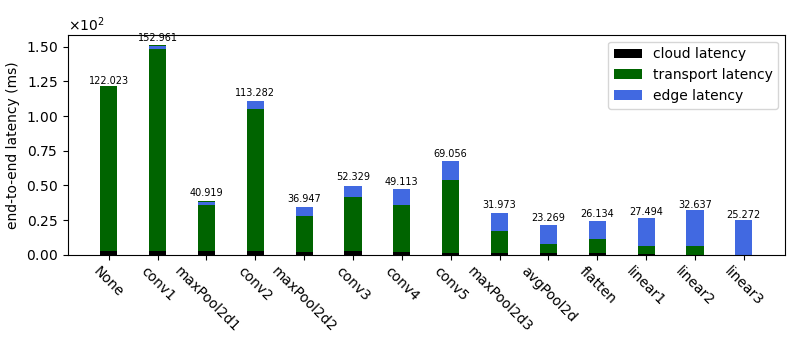 ×10²
end-to-end latency (ms)
1.50
1.25
1.00
0.75
0.50
0.25
0.00
122.023
152.961
40.919
113.282
36.947
52.329
49.113
69.056
31.973
23.269
26.134
27.494
32.637
25.272
cloud latency
transport latency
edge latency
None
conv1
maxPool2d1
conv2
maxPool2d2
conv3
conv4
conv5
maxPool2d3
avgPool2d
flatten
linear1
linear2
linear3